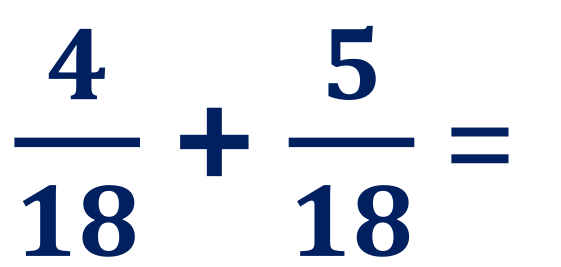 4/18 + 5/18 =